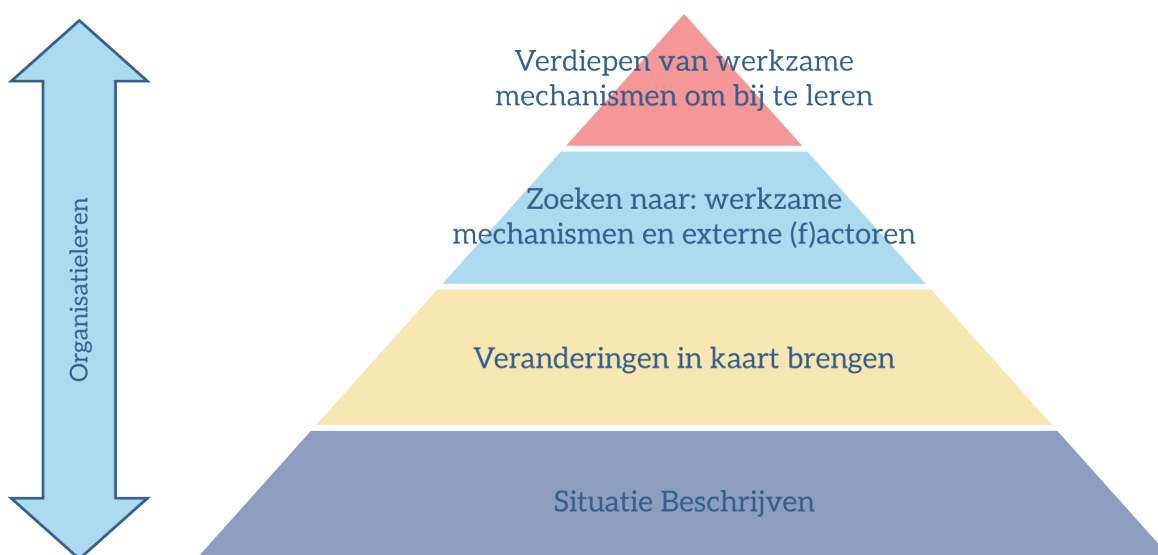 Organisatieleren
Verdiepen van werkzame
mechanismen om bij te leren
Zoeken naar: werkzame
mechanismen en externe (f)actoren
Veranderingen in kaart brengen
Situatie Beschrijven